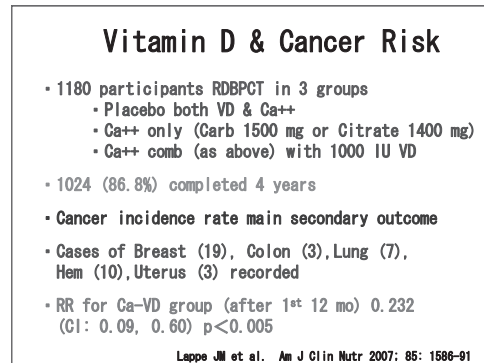 Vitamin D & Cancer Risk
・1180 participants RDBPCT in 3 groups
・Placebo both VD & Ca++
・Ca++ only (Carb 1500 mg or Citrate 1400 mg)
・Ca++ comb (as above) with 1000 IU VD
・1024 (86.8%) completed 4 years
・Cancer incidence rate main secondary outcome
・Cases of Breast (19), Colon (3),Lung (7),
Hem (10),Uterus (3) recorded
・RR for Ca-VD group (after 1st 12 mo) 0.232
(CI: 0.09, 0.60) p<0.005
Lappe JM et al. Am J Clin Nutr 2007; 85: 1586-91